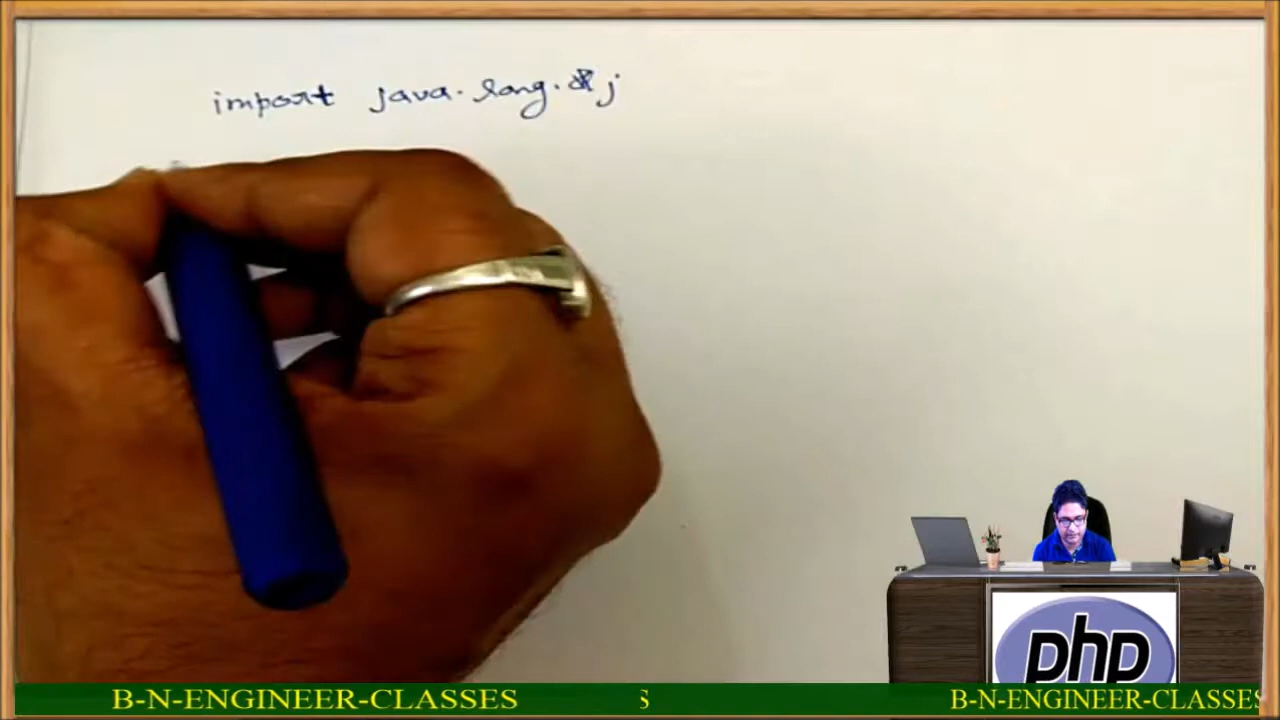 import java.lang.*;
php
B-N-ENGINEER-CLASSES S B-N-ENGINEER-CLASSES